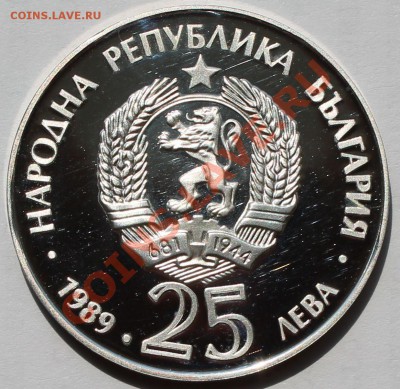 COINS.LAVE.RU
НАРОДНА РЕПУБЛИКА БЪЛГАРИЯ
681 1944
· 1989 · 25 · ЛЕВА ·
COINS.LAVE.RU